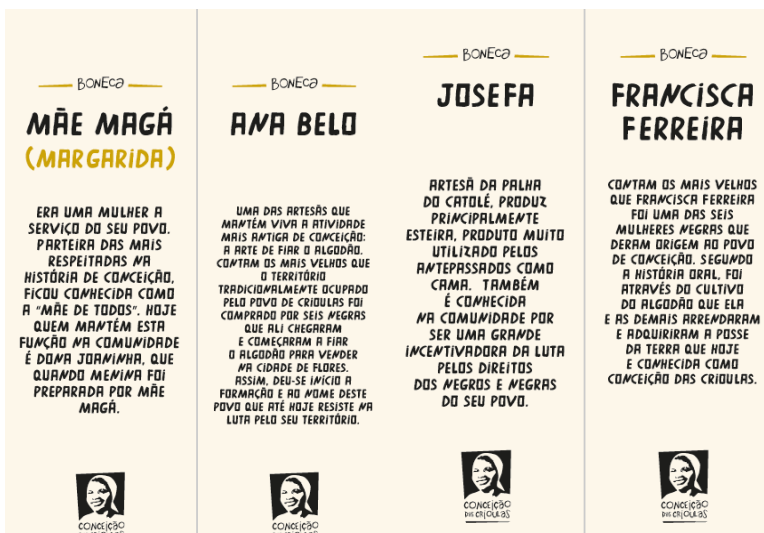 BONECA
MÃE MAGÁ
(MARGARIDA)
ERA UMA MULHER A
SERVIÇO DO SEU POVO.
PARTEIRA DAS MAIS
RESPEITADAS NA
HISTÓRIA DE CONCEIÇÃO,
FICOU CONHECIDA COMO
A "MÃE DE TODOS". HOJE
QUEM MANTÉM ESTA
FUNÇÃO NA COMUNIDADE
É DONA JOANINHA, QUE
QUANDO MENINA FOI
PREPARADA POR MÃE
MAGÁ.
CONCEIÇÃO
DAS CRIOULAS
BONECA
ANA BELO
UMA DAS ARTESÃS QUE
MANTÉM VIVA A ATIVIDADE
MAIS ANTIGA DE CONCEIÇÃO:
A ARTE DE FIAR O ALGODÃO.
CONTAM OS MAIS VELHOS QUE
O TERRITÓRIO
TRADICIONALMENTE OCUPADO
PELO POVO DE CRIOULAS FOI
COMPRADO POR SEIS NEGRAS
QUE ALI CHEGARAM
E COMEÇARAM A FIAR
O ALGODÃO PARA VENDER
NA CIDADE DE FLORES.
ASSIM, DEU-SE INÍCIO A
FORMAÇÃO E AO NOME DESTE
POVO QUE ATÉ HOJE RESISTE NA
LUTA PELO SEU TERRITÓRIO.
CONCEIÇÃO
DAS CRIOULAS
BONECA
JOSEFA
ARTESÃ DA PALHA
DO CATOLÉ, PRODUZ
PRINCIPALMENTE
ESTEIRA, PRODUTO MUITO
UTILIZADO PELOS
ANTEPASSADOS COMO
CAMA. TAMBÉM
É CONHECIDA
NA COMUNIDADE POR
SER UMA GRANDE
INCENTIVADORA DA LUTA
PELOS DIREITOS
DOS NEGROS E NEGRAS
DO SEU POVO.
CONCEIÇÃO
DAS CRIOULAS
BONECA
FRANCISCA
FERREIRA
CONTAM OS MAIS VELHOS
QUE FRANCISCA FERREIRA
FOI UMA DAS SEIS
MULHERES NEGRAS QUE
DERAM ORIGEM AO POVO
DE CONCEIÇÃO. SEGUNDO
A HISTÓRIA ORAL, FOI
ATRAVÉS DO CULTIVO
DO ALGODÃO QUE ELA
E AS DEMAIS ARRENDARAM
E ADQUIRIRAM A POSSE
DA TERRA QUE HOJE
E CONHECIDA COMO
CONCEIÇÃO DAS CRIOULAS.
CONCEIÇÃO
DAS CRIOULAS